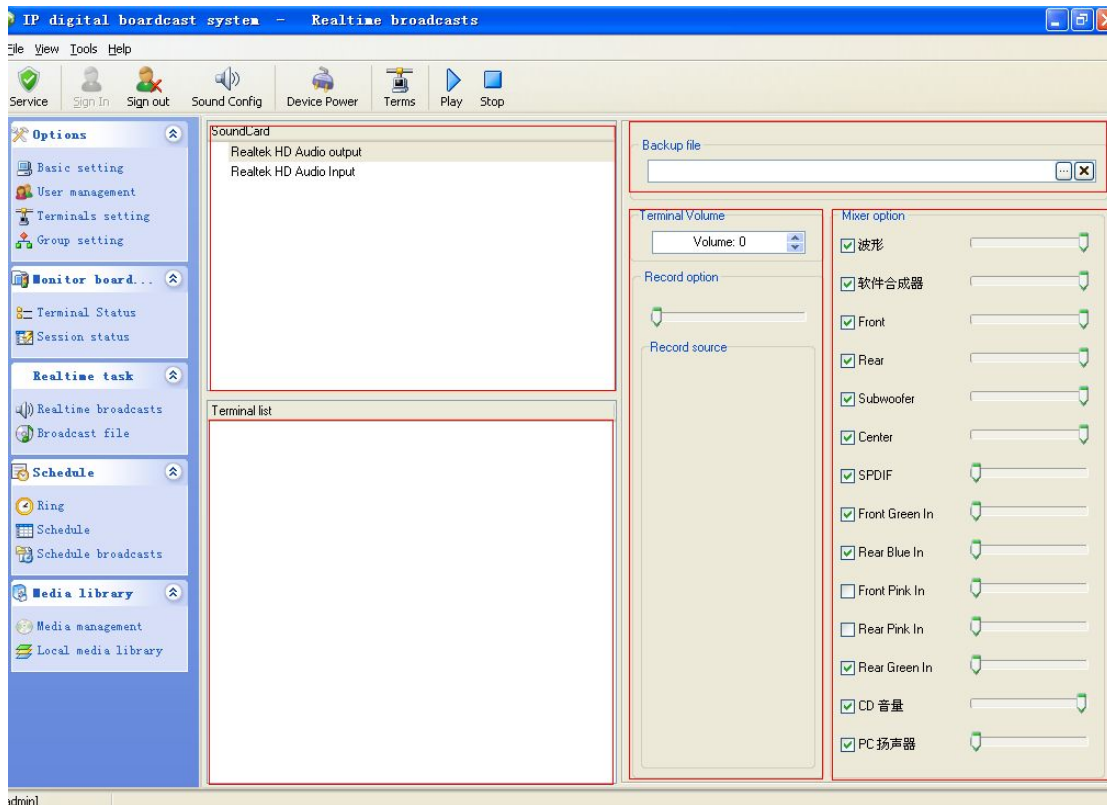 IP digital boardcast system - Realtime broadcasts
File View Tools Help
Service Sign In Sign out Sound Config Device Power Terms Play Stop
Options
Basic setting
User management
Terminals setting
Group setting
Monitor board...
Terminal Status
Session status
Realtime task
Realtime broadcasts
Broadcast file
Schedule
Ring
Schedule
Schedule broadcasts
Media library
Media management
Local media library
SoundCard
Realtek HD Audio output
Realtek HD Audio Input
Terminal list
Backup file
Terminal Volume
Volume: 0
Record option
Record source
Mixer option
波形
软件合成器
Front
Rear
Subwoofer
Center
SPDIF
Front Green In
Rear Blue In
Front Pink In
Rear Pink In
Rear Green In
CD 音量
PC 扬声器
admin]